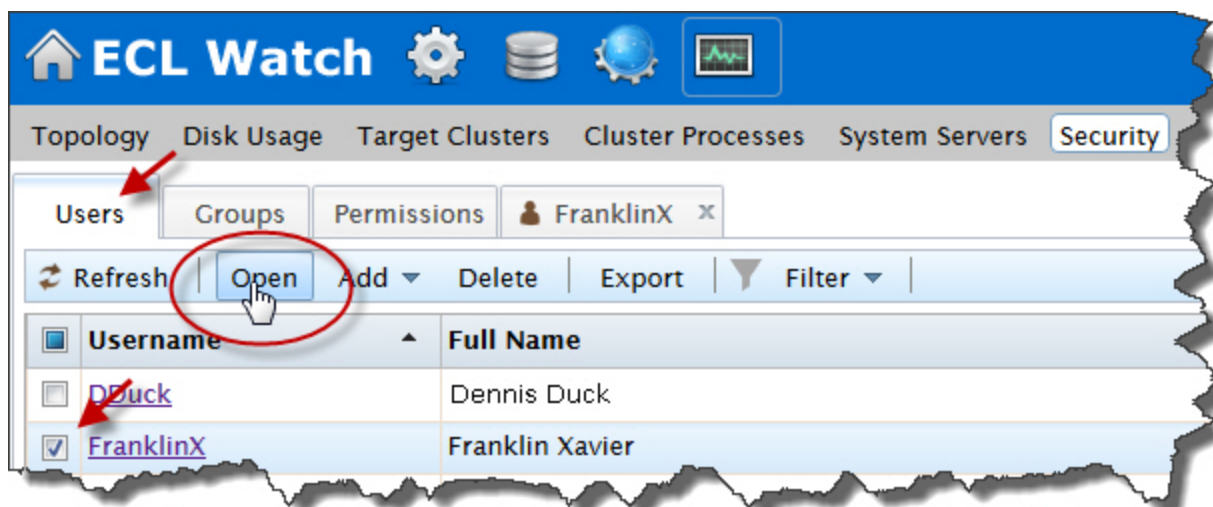 ECL Watch
Topology Disk Usage Target Clusters Cluster Processes System Servers Security
Users Groups Permissions FranklinX x
Refresh Open Add Delete Export Filter
Username Full Name
DDuck Dennis Duck
FranklinX Franklin Xavier